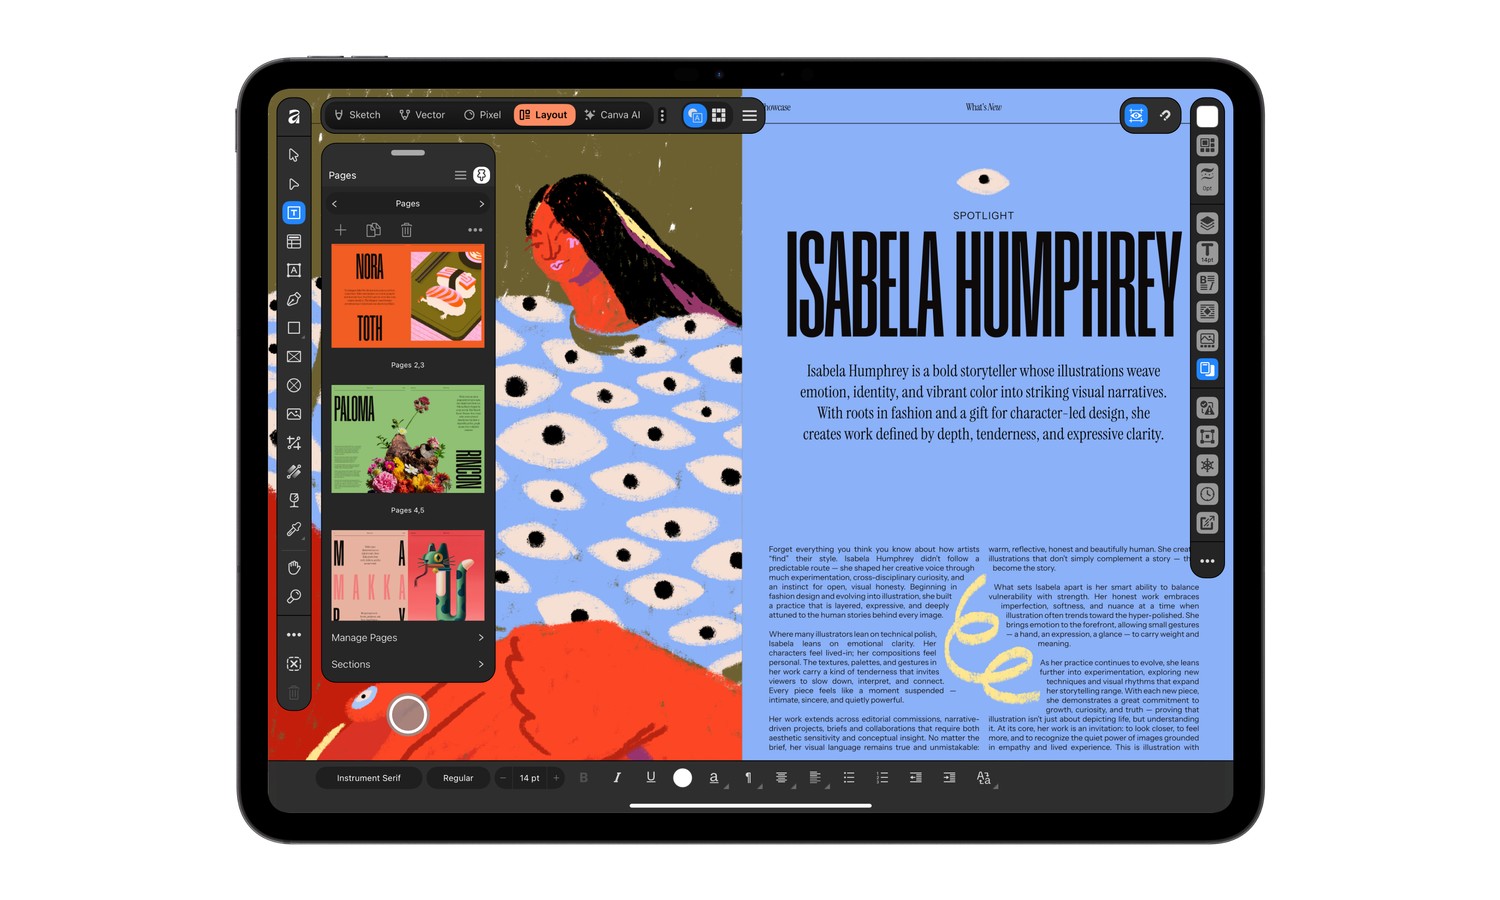 a
Sketch
Vector
Pixel
Layout
Canva AI
What's New
Pages
Pages
NORA
TOTH
Pages 2,3
PALOMA
RINCON
Pages 4,5
M A
MAKKA
Manage Pages
Sections
0pt
14pt
SPOTLIGHT
ISABELA HUMPHREY
Isabela Humphrey is a bold storyteller whose illustrations weave
emotion, identity, and vibrant color into striking visual narratives.
With roots in fashion and a gift for character-led design, she
creates work defined by depth, tenderness, and expressive clarity.
Forget everything you think you know about how artists
"find" their style. Isabela Humphrey didn't follow a
predictable route — she shaped her creative voice through
much experimentation, cross-disciplinary curiosity, and
an instinct for open, visual honesty. Beginning in
fashion design and evolving into illustration, she built
a practice that is layered, expressive, and deeply
attuned to the human stories behind every image.
Where many illustrators lean on technical polish,
Isabela leans on emotional clarity. Her
characters feel lived-in; her compositions feel
personal. The textures, palettes, and gestures in
her work carry a kind of tenderness that invites
viewers to slow down, interpret, and connect.
Every piece feels like a moment suspended —
intimate, sincere, and quietly powerful.
Her work extends across editorial commissions, narrative-
driven projects, briefs and collaborations that require both
aesthetic sensitivity and conceptual insight. No matter the
brief, her visual language remains true and unmistakable:
warm, reflective, honest and beautifully human. She
illustrations that don't simply complement a story —
become the story.
What sets Isabela apart is her smart ability to balance
vulnerability with strength. Her honest work embraces
imperfection, softness, and nuance at a time when
illustration often trends toward the hyper-polished. She
brings emotion to the forefront, allowing small gestures
— a hand, an expression, a glance — to carry weight and
meaning.
As her practice continues to evolve, she leans
further into experimentation, exploring new
techniques and visual rhythms that expand
her storytelling range. With each new piece,
she demonstrates a great commitment to
growth, curiosity, and truth — proving that
illustration isn't just about depicting life, but understanding
it. At its core, her work is an invitation: to look closer, to feel
more, and to recognize the quiet power of images grounded
in empathy and lived experience. This is illustration with
Instrument Serif
Regular
14 pt
B I U a